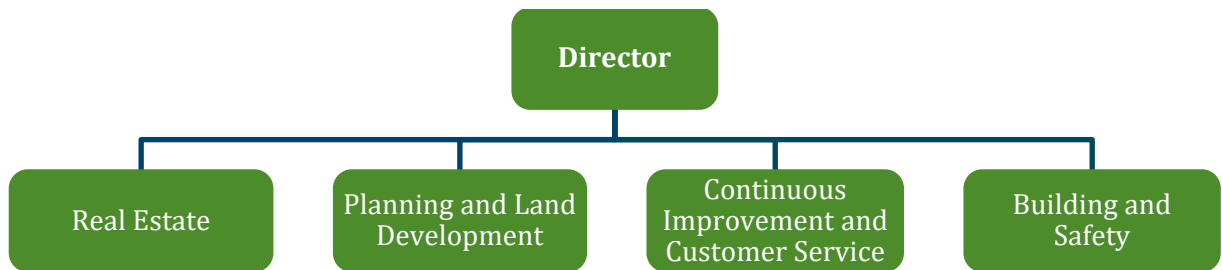 Director
Real Estate
Planning and Land
Development
Continuous
Improvement and
Customer Service
Building and
Safety